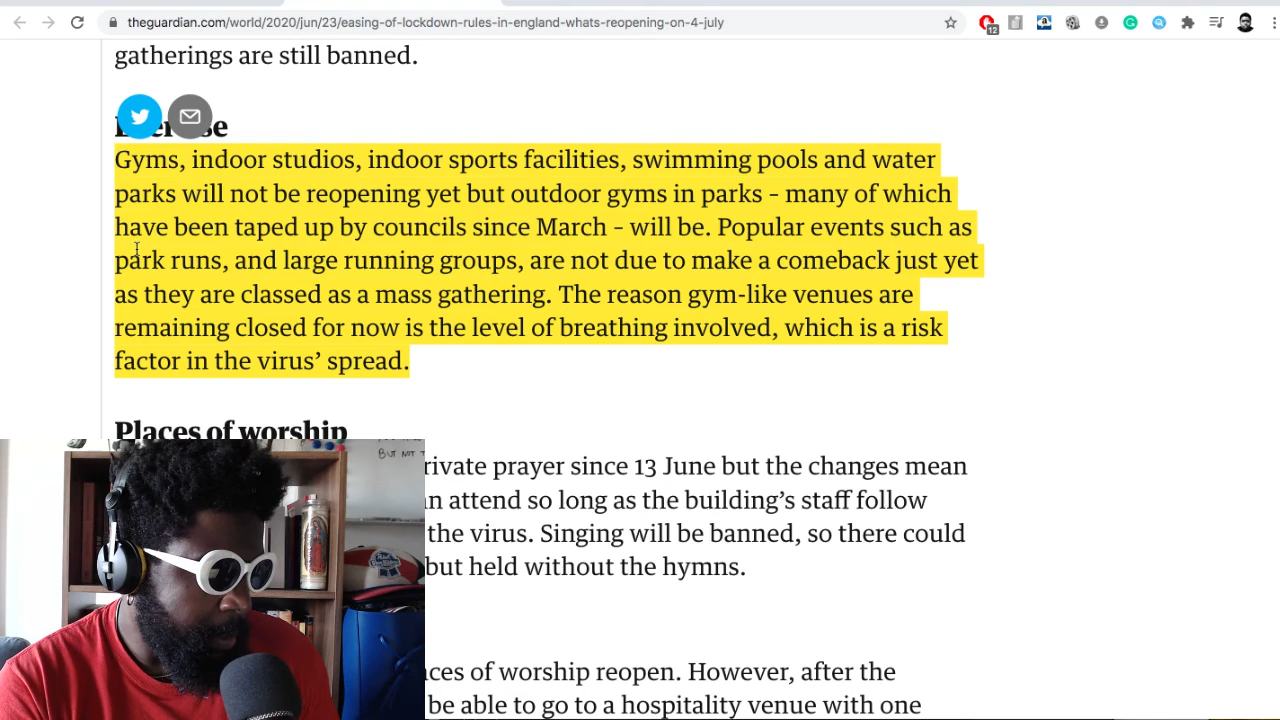 theguardian.com/world/2020/jun/23/easing-of-lockdown-rules-in-england-whats-reopening-on-4-july
12
gatherings are still banned.
Gyms, indoor studios, indoor sports facilities, swimming pools and water
parks will not be reopening yet but outdoor gyms in parks – many of which
have been taped up by councils since March – will be. Popular events such as
park runs, and large running groups, are not due to make a comeback just yet
as they are classed as a mass gathering. The reason gym-like venues are
remaining closed for now is the level of breathing involved, which is a risk
factor in the virus’ spread.
Places of worship
BUT NOT
rivate prayer since 13 June but the changes mean
n attend so long as the building’s staff follow
the virus. Singing will be banned, so there could
but held without the hymns.
ces of worship reopen. However, after the
be able to go to a hospitality venue with one